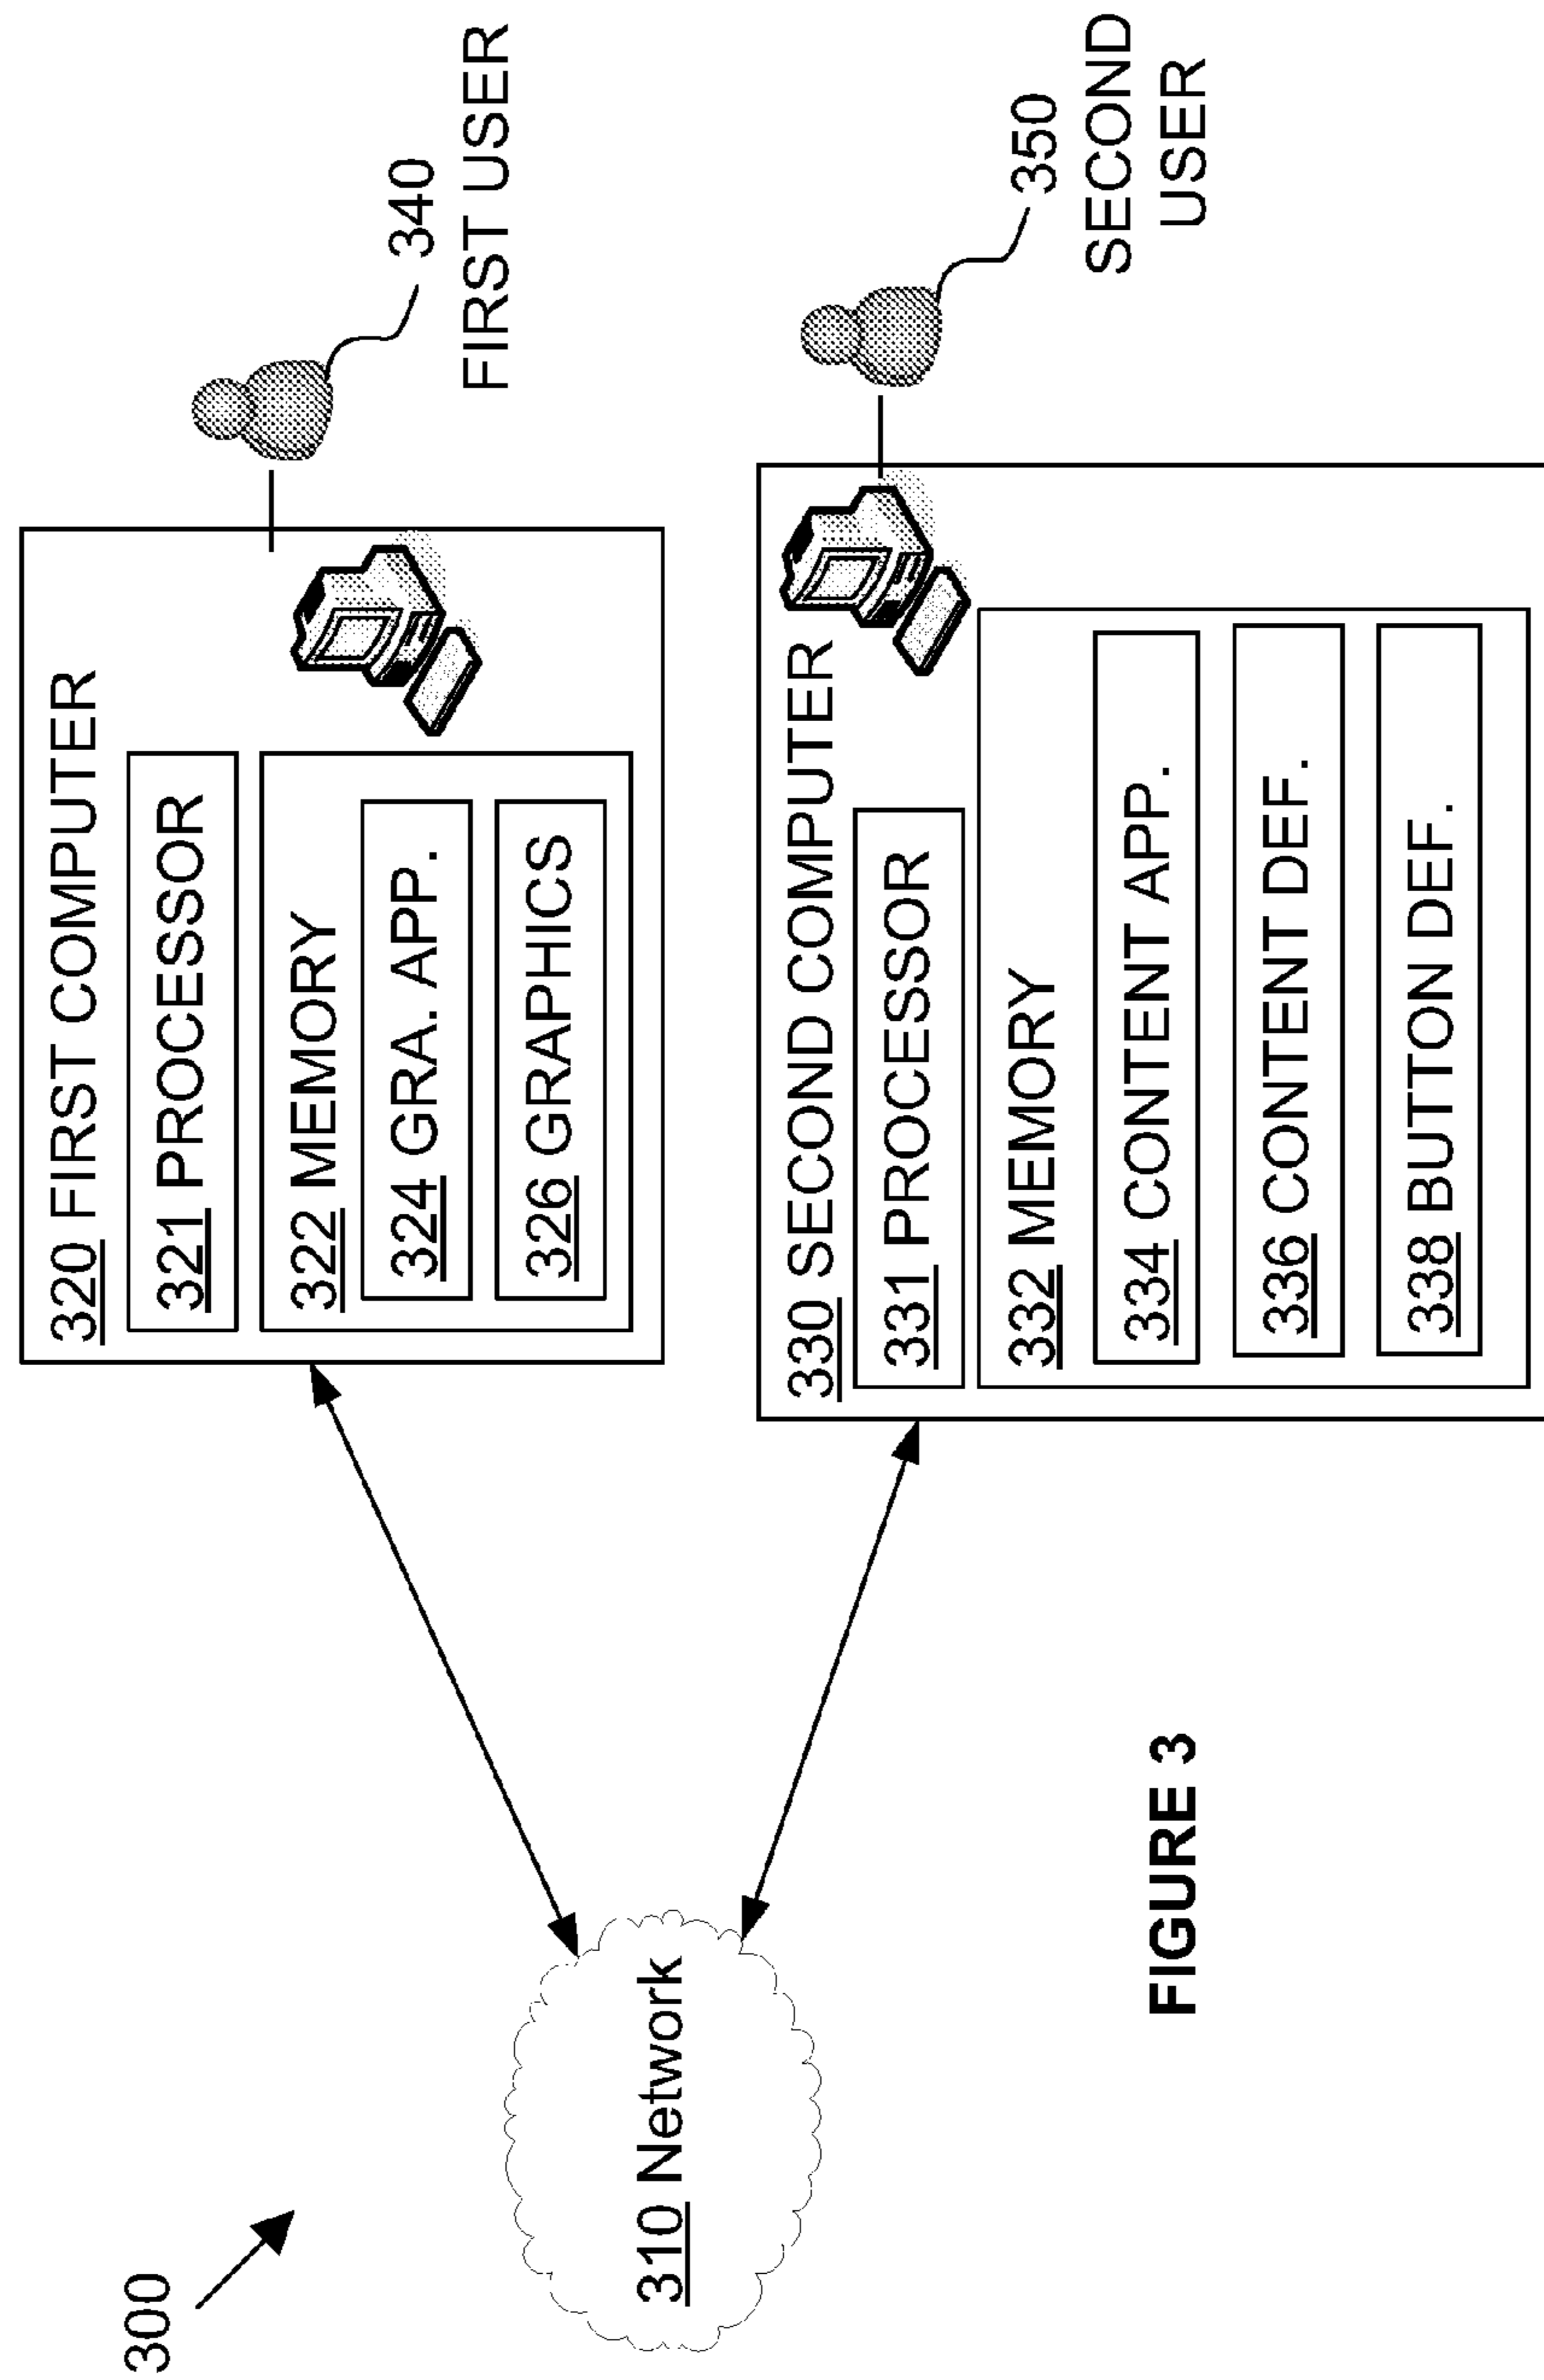 300
310 Network
320 FIRST COMPUTER
321 PROCESSOR
322 MEMORY
324 GRA. APP.
326 GRAPHICS
340
FIRST USER
330 SECOND COMPUTER
331 PROCESSOR
332 MEMORY
334 CONTENT APP.
336 CONTENT DEF.
338 BUTTON DEF.
350
SECOND
USER
FIGURE 3